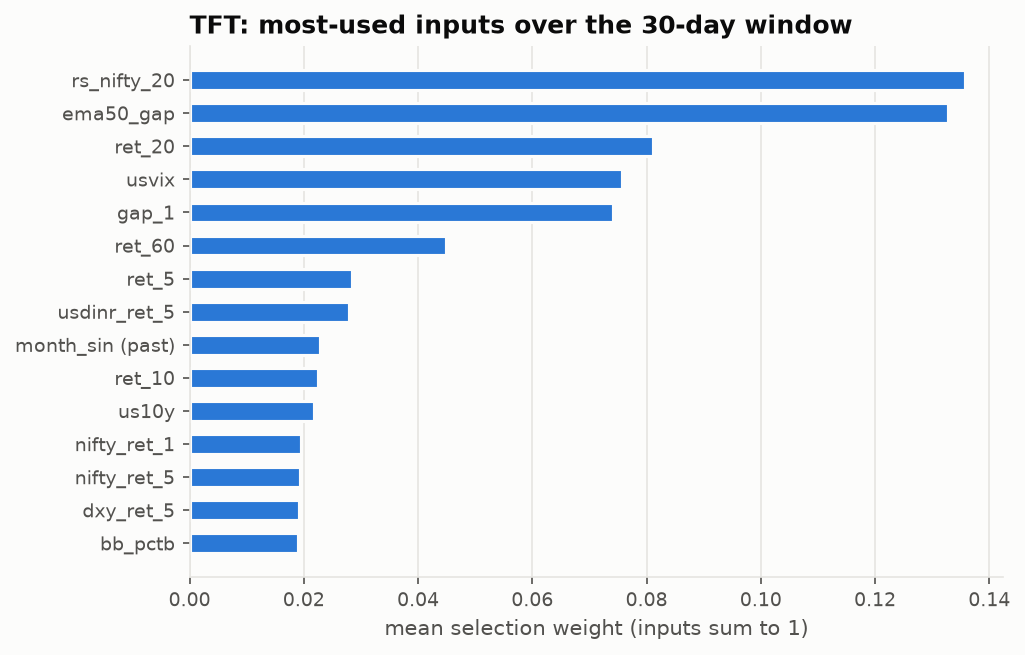 TFT: most-used inputs over the 30-day window
rs_nifty_20
ema50_gap
ret_20
usvix
gap_1
ret_60
ret_5
usdinr_ret_5
month_sin (past)
ret_10
us10y
nifty_ret_1
nifty_ret_5
dxy_ret_5
bb_pctb
0.00 0.02 0.04 0.06 0.08 0.10 0.12 0.14
mean selection weight (inputs sum to 1)